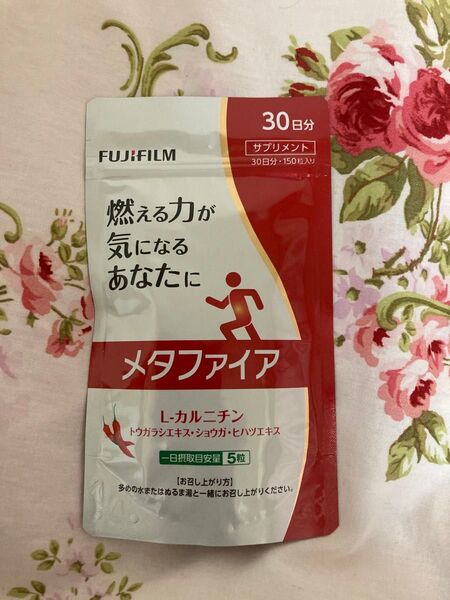 30日分
サプリメント
30日分・150粒入り
FUJIFILM
燃える力が
気になる
あなたに
メタファイア
L-カルニチン
トウガラシエキス・ショウガ・ヒハツエキス
一日摂取目安量 5粒
【お召し上がり方】
多めの水またはぬるま湯と一緒にお召し上がりください。